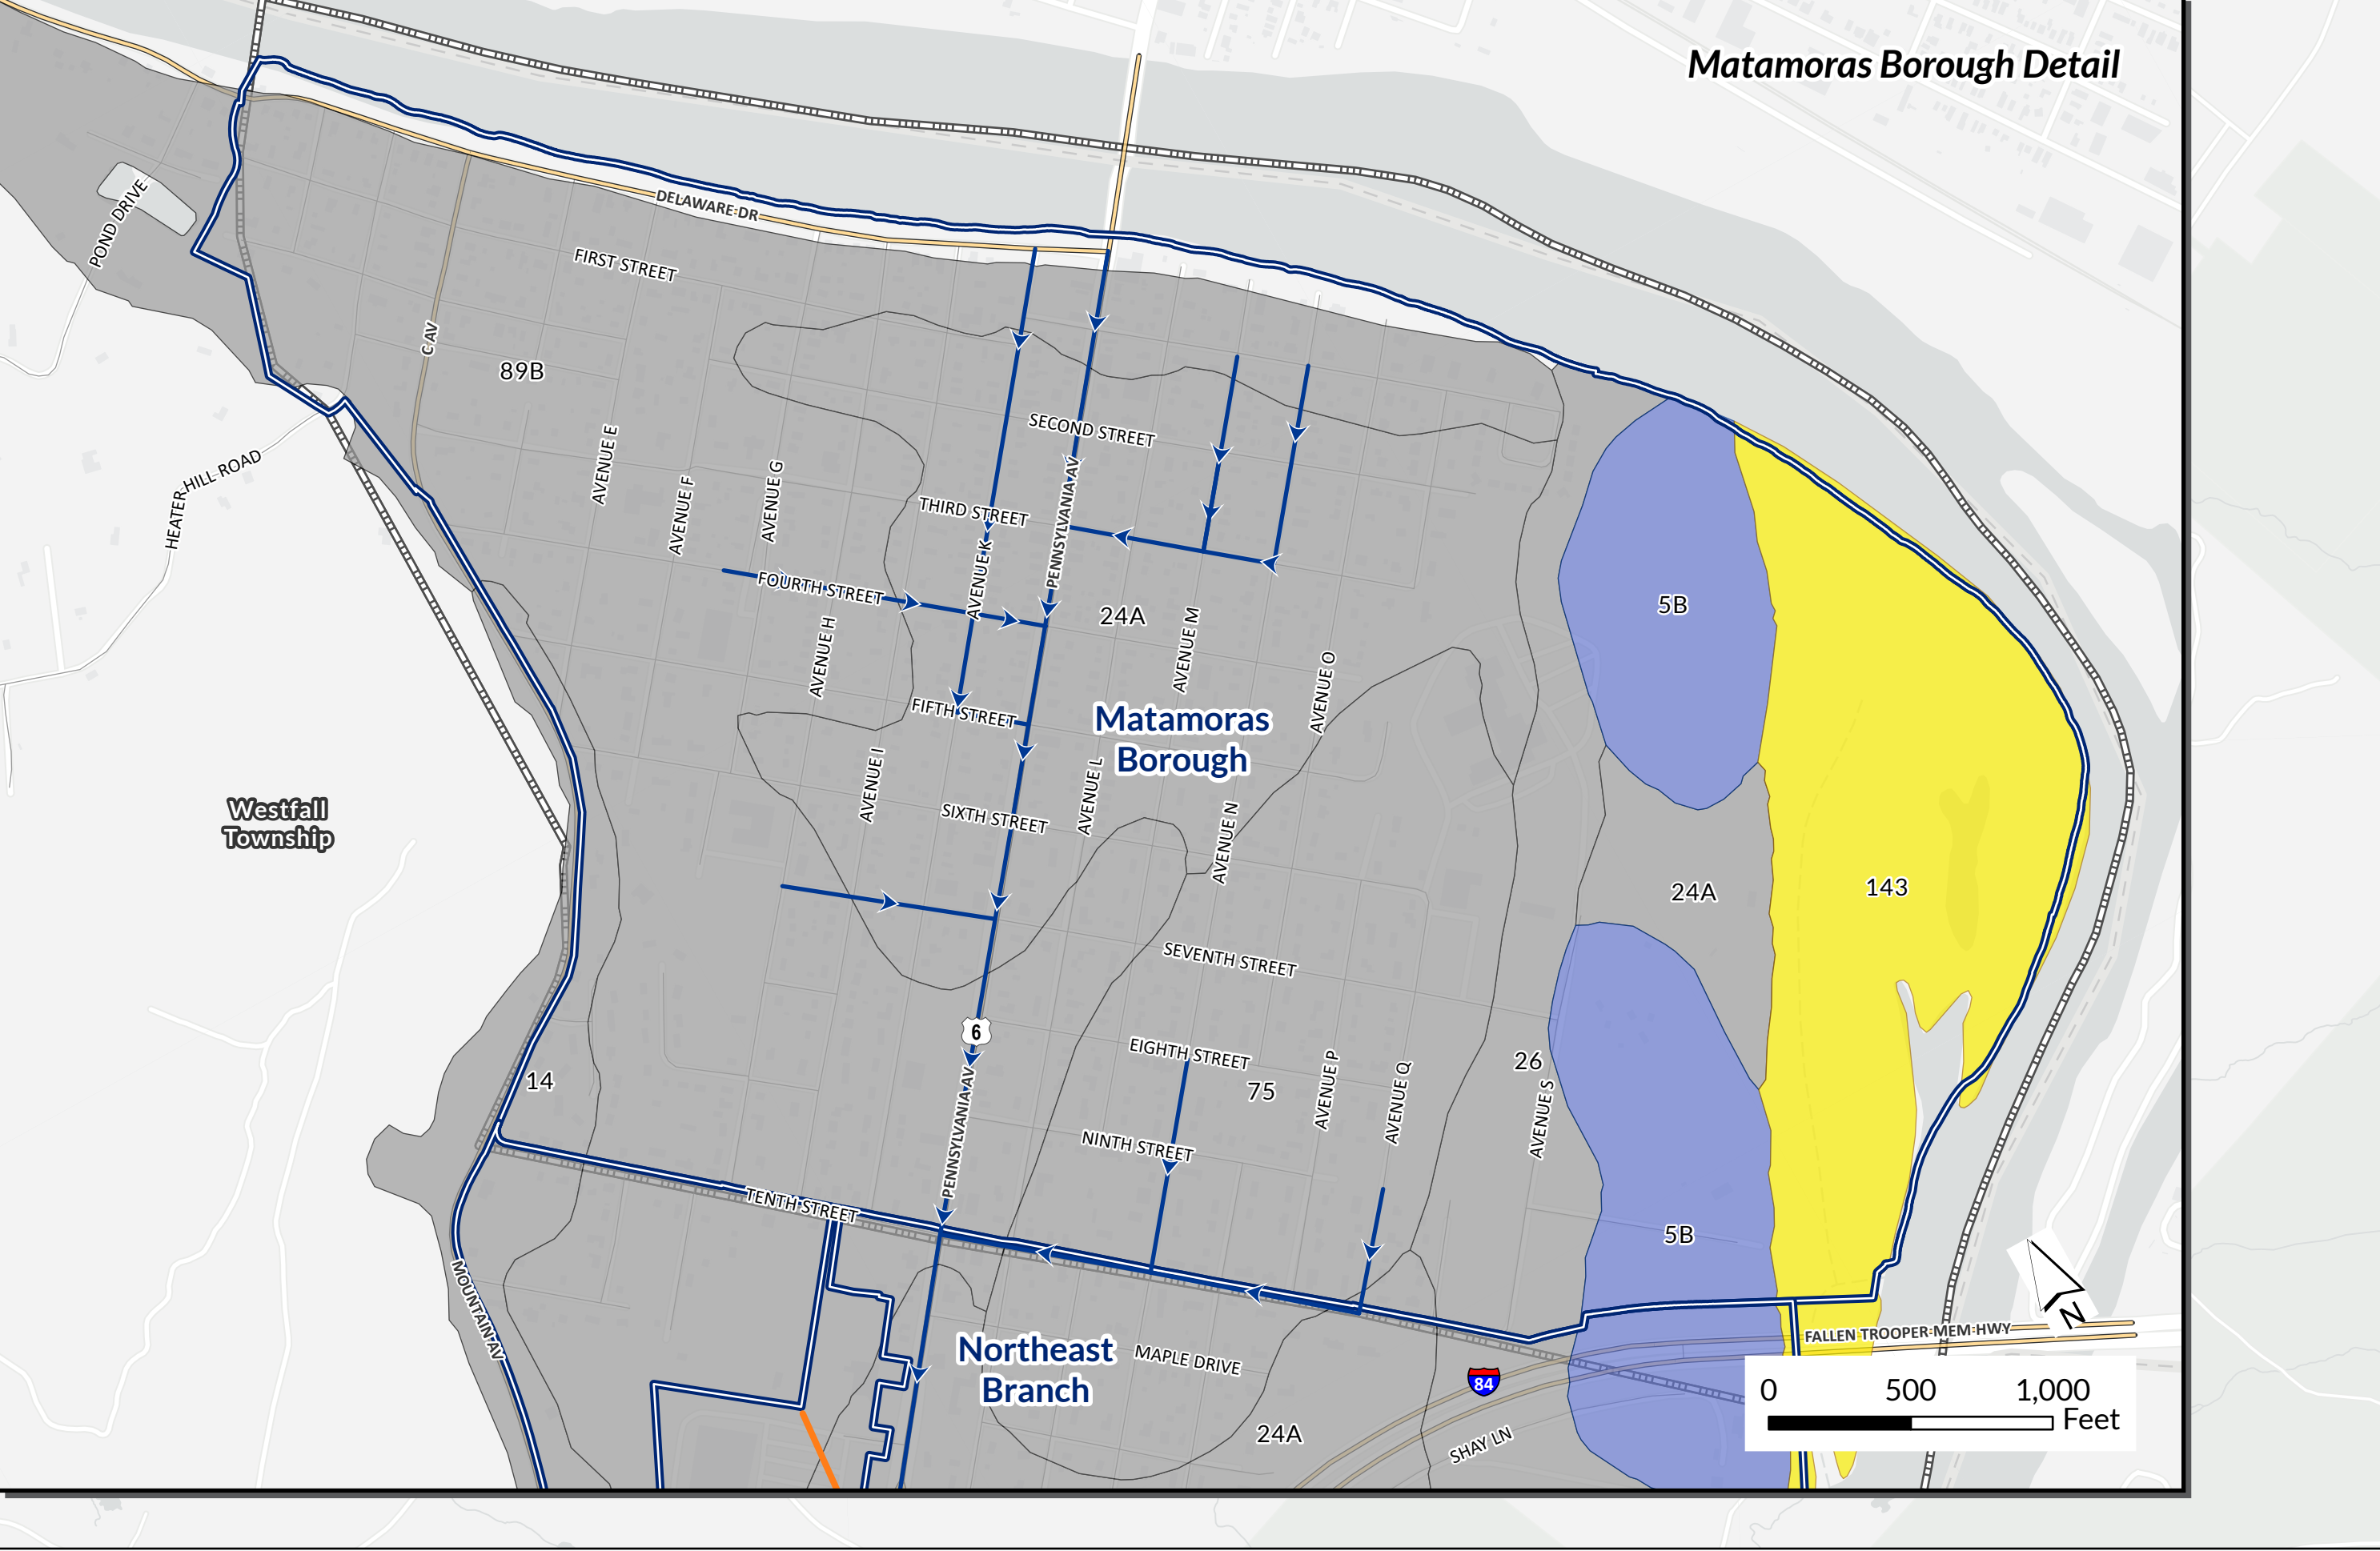 Matamoras Borough Detail
POND DRIVE
DELAWARE DR
FIRST STREET
C AV
89B
HEATER HILL ROAD
AVENUE E
AVENUE F
AVENUE G
SECOND STREET
THIRD STREET
PENNSYLVANIA AV
AVENUE K
FOURTH STREET
24A
5B
AVENUE H
AVENUE M
AVENUE O
FIFTH STREET
Matamoras
Borough
AVENUE I
AVENUE L
SIXTH STREET
AVENUE N
Westfall
Township
24A
143
SEVENTH STREET
6
EIGHTH STREET
75
26
14
AVENUE P
AVENUE Q
AVENUE S
PENNSYLVANIA AV
NINTH STREET
TENTH STREET
5B
MOUNTAIN AV
Northeast
Branch
MAPLE DRIVE
84
24A
SHAY LN
FALLEN TROOPER MEM HWY
N
0 500 1,000
Feet